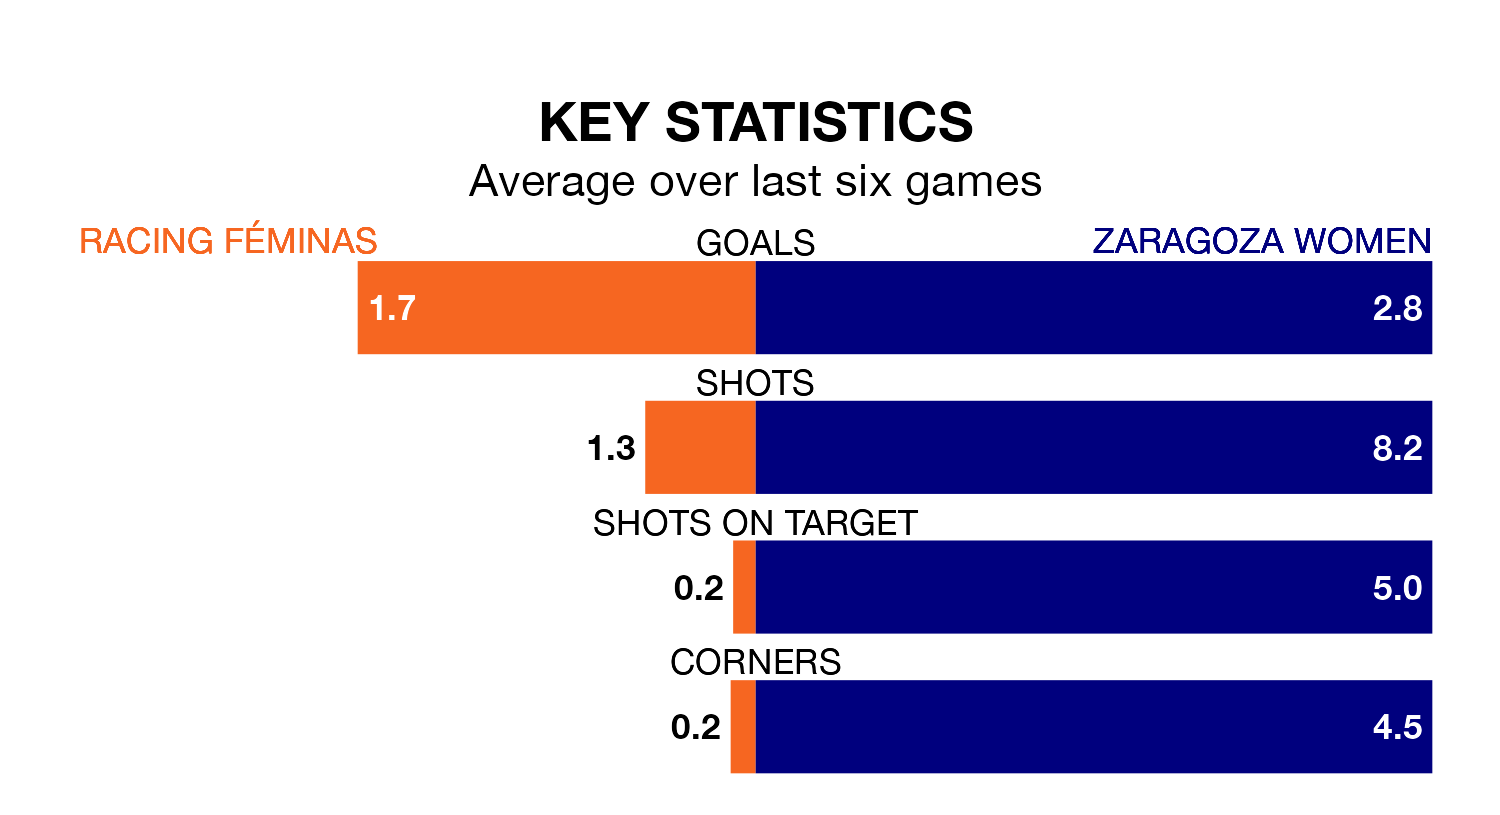 KEY STATISTICS
Average over last six games
RACING FÉMINAS GOALS ZARAGOZA WOMEN
1.7 2.8
SHOTS
1.3 8.2
SHOTS ON TARGET
0.2 5.0
CORNERS
0.2 4.5